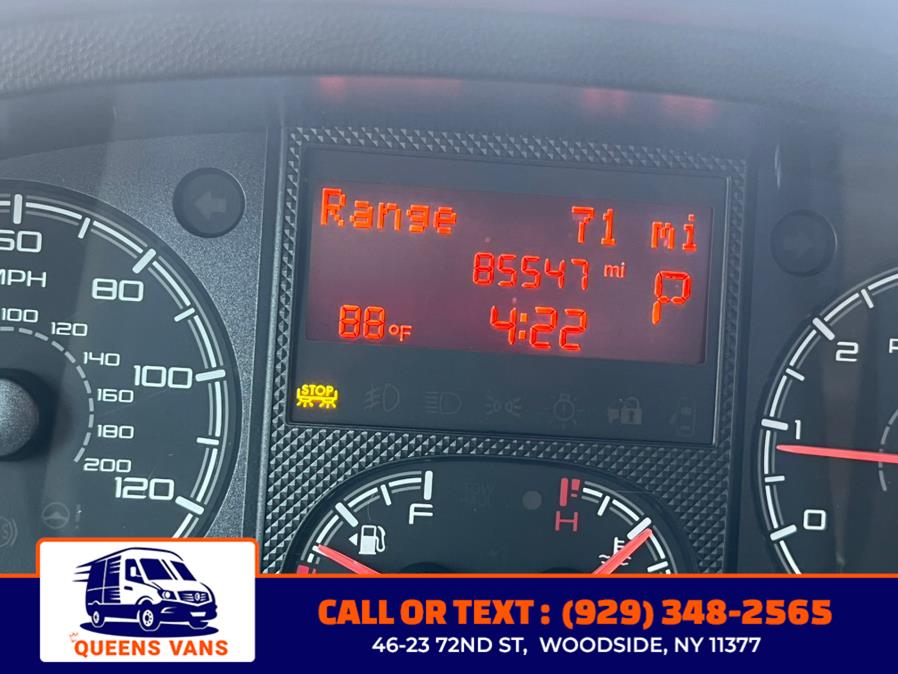 Range 71 mi
85547 mi P
88°F 4:22
STOP
60
MPH
80
100
120
100
120
140
160
180
200
F
H
2
1
0
QUEENS VANS
CALL OR TEXT : (929) 348-2565
46-23 72ND ST, WOODSIDE, NY 11377